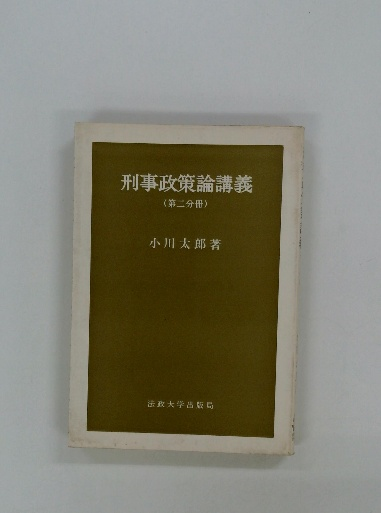 刑事政策論講義
(第二分冊)
小川太郎著
法政大学出版局